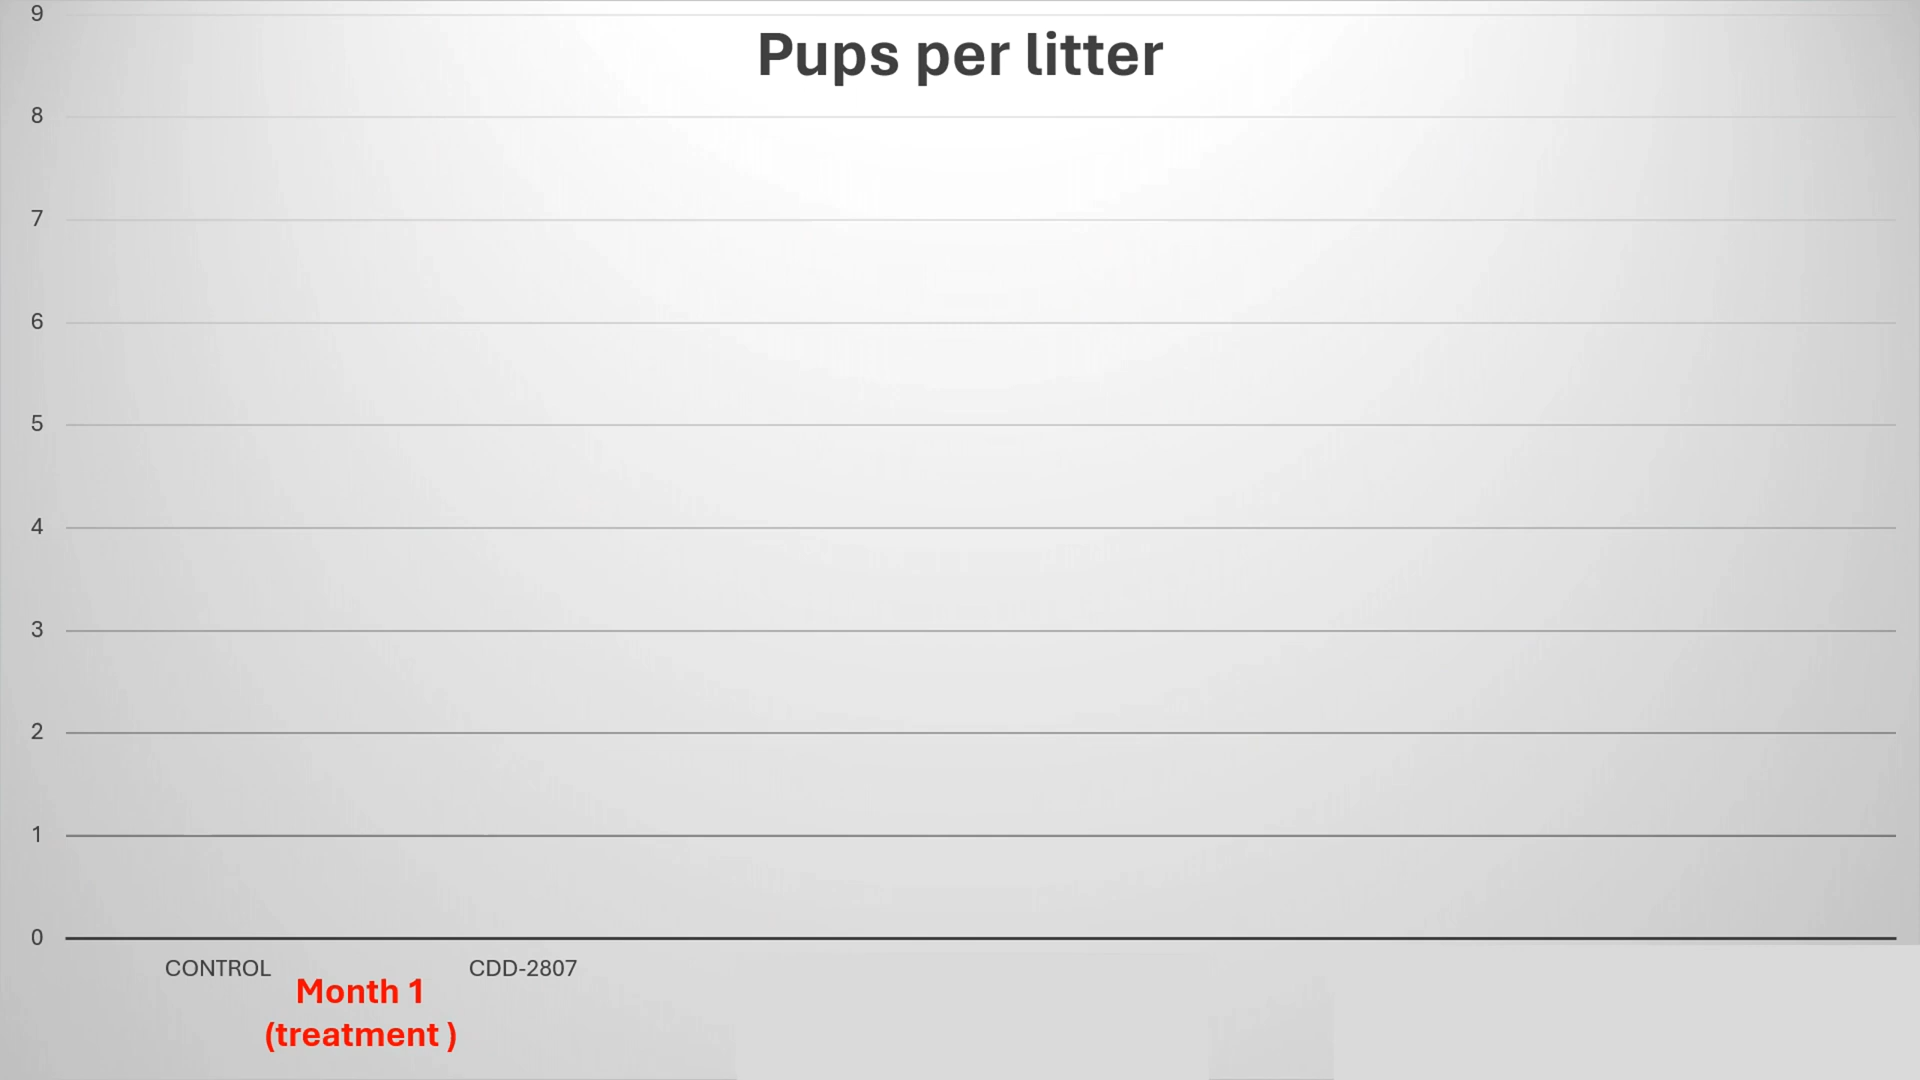 Pups per litter
9
8
7
6
5
4
3
2
1
0
CONTROL CDD-2807
Month 1
(treatment )